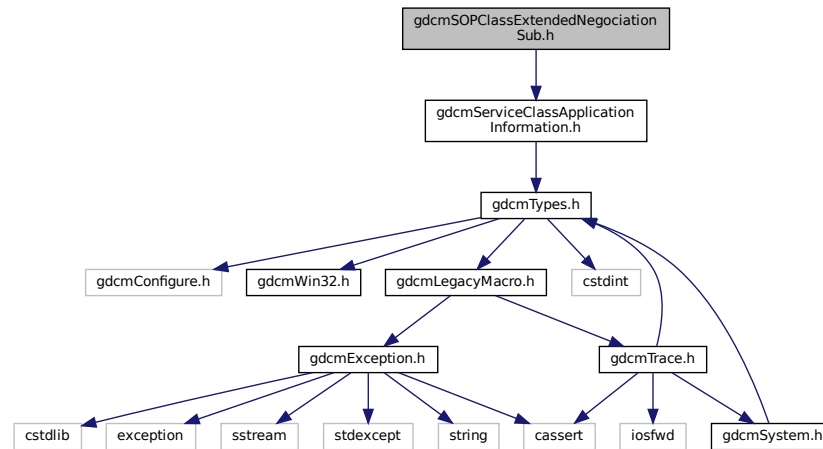 gdcmSOPClassExtendedNegociation
Sub.h
gdcmServiceClassApplication
Information.h
gdcmTypes.h
gdcmConfigure.h
gdcmWin32.h
gdcmLegacyMacro.h
cstdint
gdcmException.h
gdcmTrace.h
cstdlib
exception
sstream
stdexcept
string
cassert
iosfwd
gdcmSystem.h